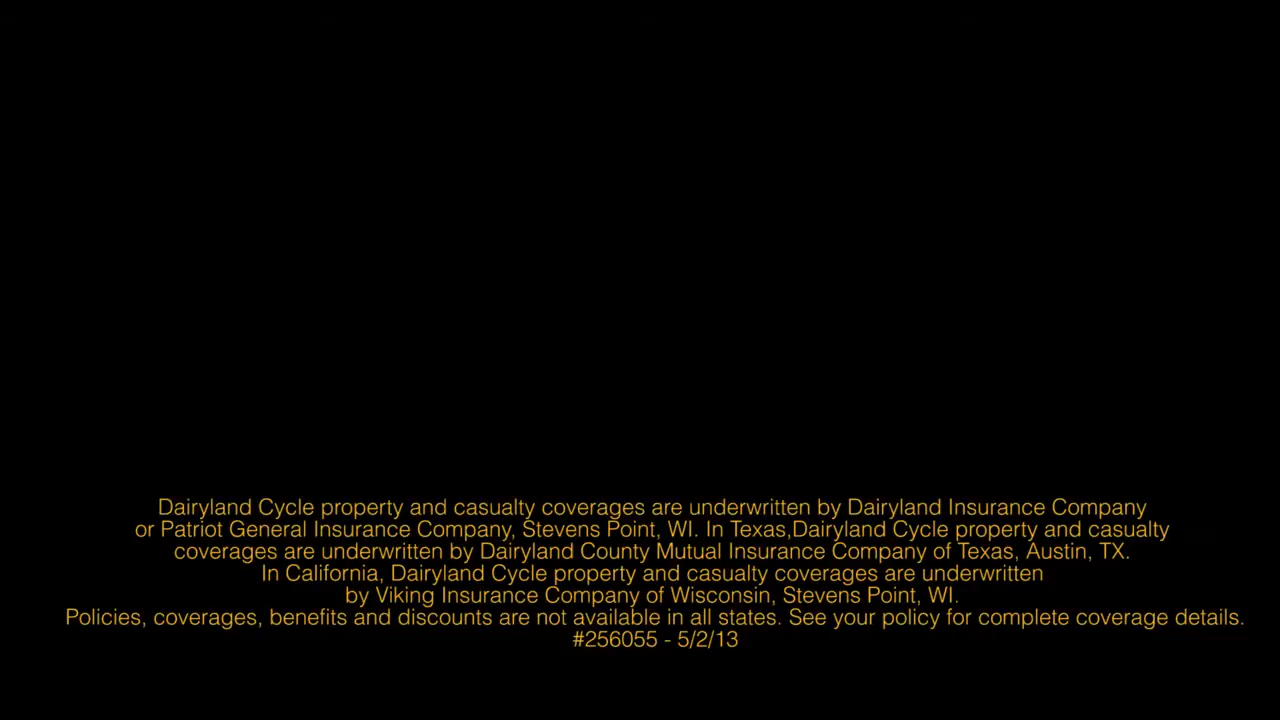 Dairyland Cycle property and casualty coverages are underwritten by Dairyland Insurance Company
or Patriot General Insurance Company, Stevens Point, WI. In Texas,Dairyland Cycle property and casualty
coverages are underwritten by Dairyland County Mutual Insurance Company of Texas, Austin, TX.
In California, Dairyland Cycle property and casualty coverages are underwritten
by Viking Insurance Company of Wisconsin, Stevens Point, WI.
Policies, coverages, benefits and discounts are not available in all states. See your policy for complete coverage details.
#256055 - 5/2/13